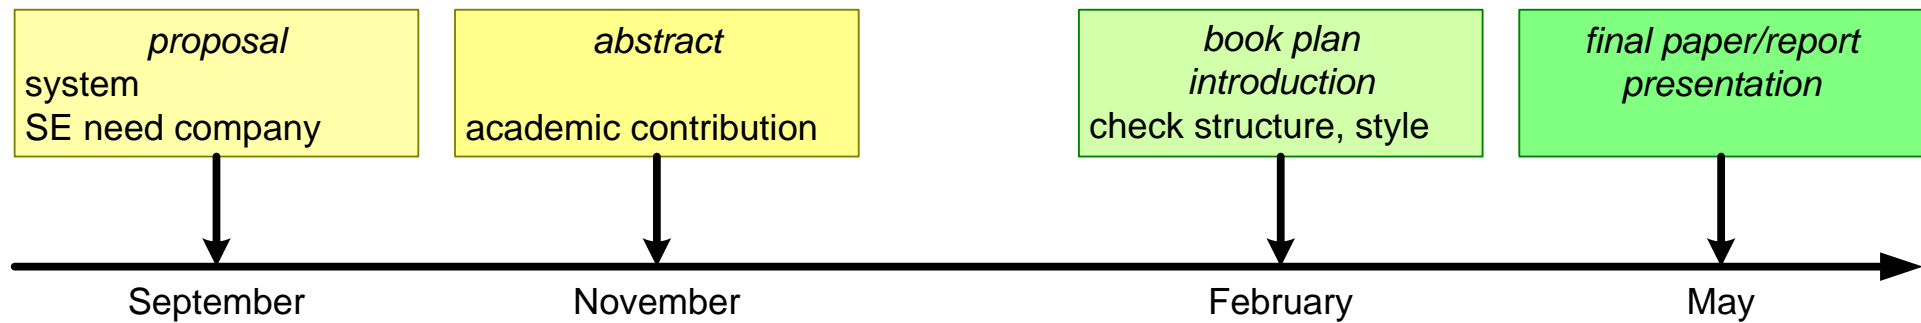 proposal
system
SE need company
abstract
academic contribution
book plan
introduction
check structure, style
final paper/report
presentation
September
November
February
May